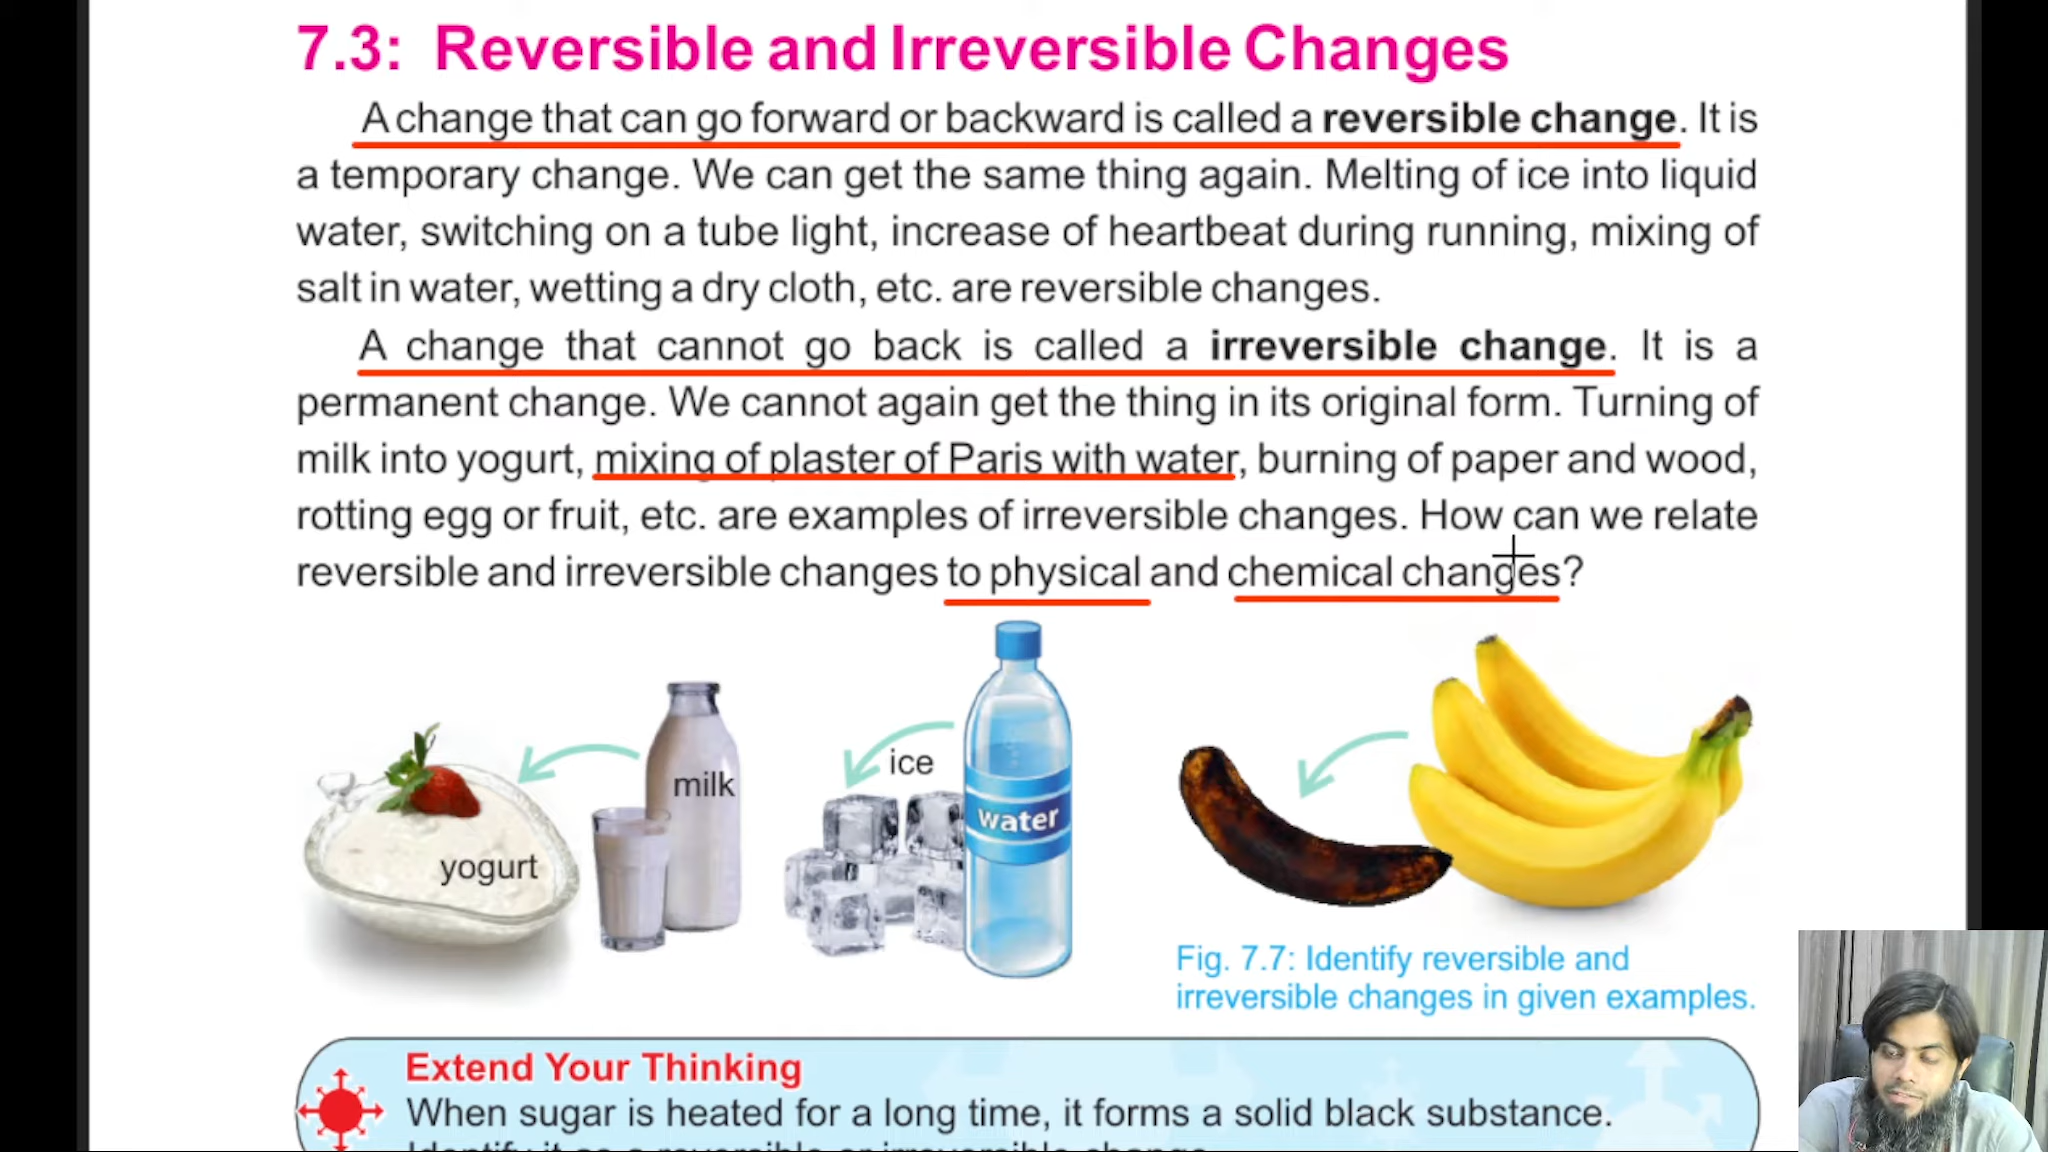 7.3: Reversible and Irreversible Changes
A change that can go forward or backward is called a reversible change. It is
a temporary change. We can get the same thing again. Melting of ice into liquid
water, switching on a tube light, increase of heartbeat during running, mixing of
salt in water, wetting a dry cloth, etc. are reversible changes.
A change that cannot go back is called a irreversible change. It is a
permanent change. We cannot again get the thing in its original form. Turning of
milk into yogurt, mixing of plaster of Paris with water, burning of paper and wood,
rotting egg or fruit, etc. are examples of irreversible changes. How can we relate
reversible and irreversible changes to physical and chemical changes?
yogurt
milk
ice
water
Fig. 7.7: Identify reversible and
irreversible changes in given examples.
Extend Your Thinking
When sugar is heated for a long time, it forms a solid black substance.
Identify it as a reversible or irreversible change.